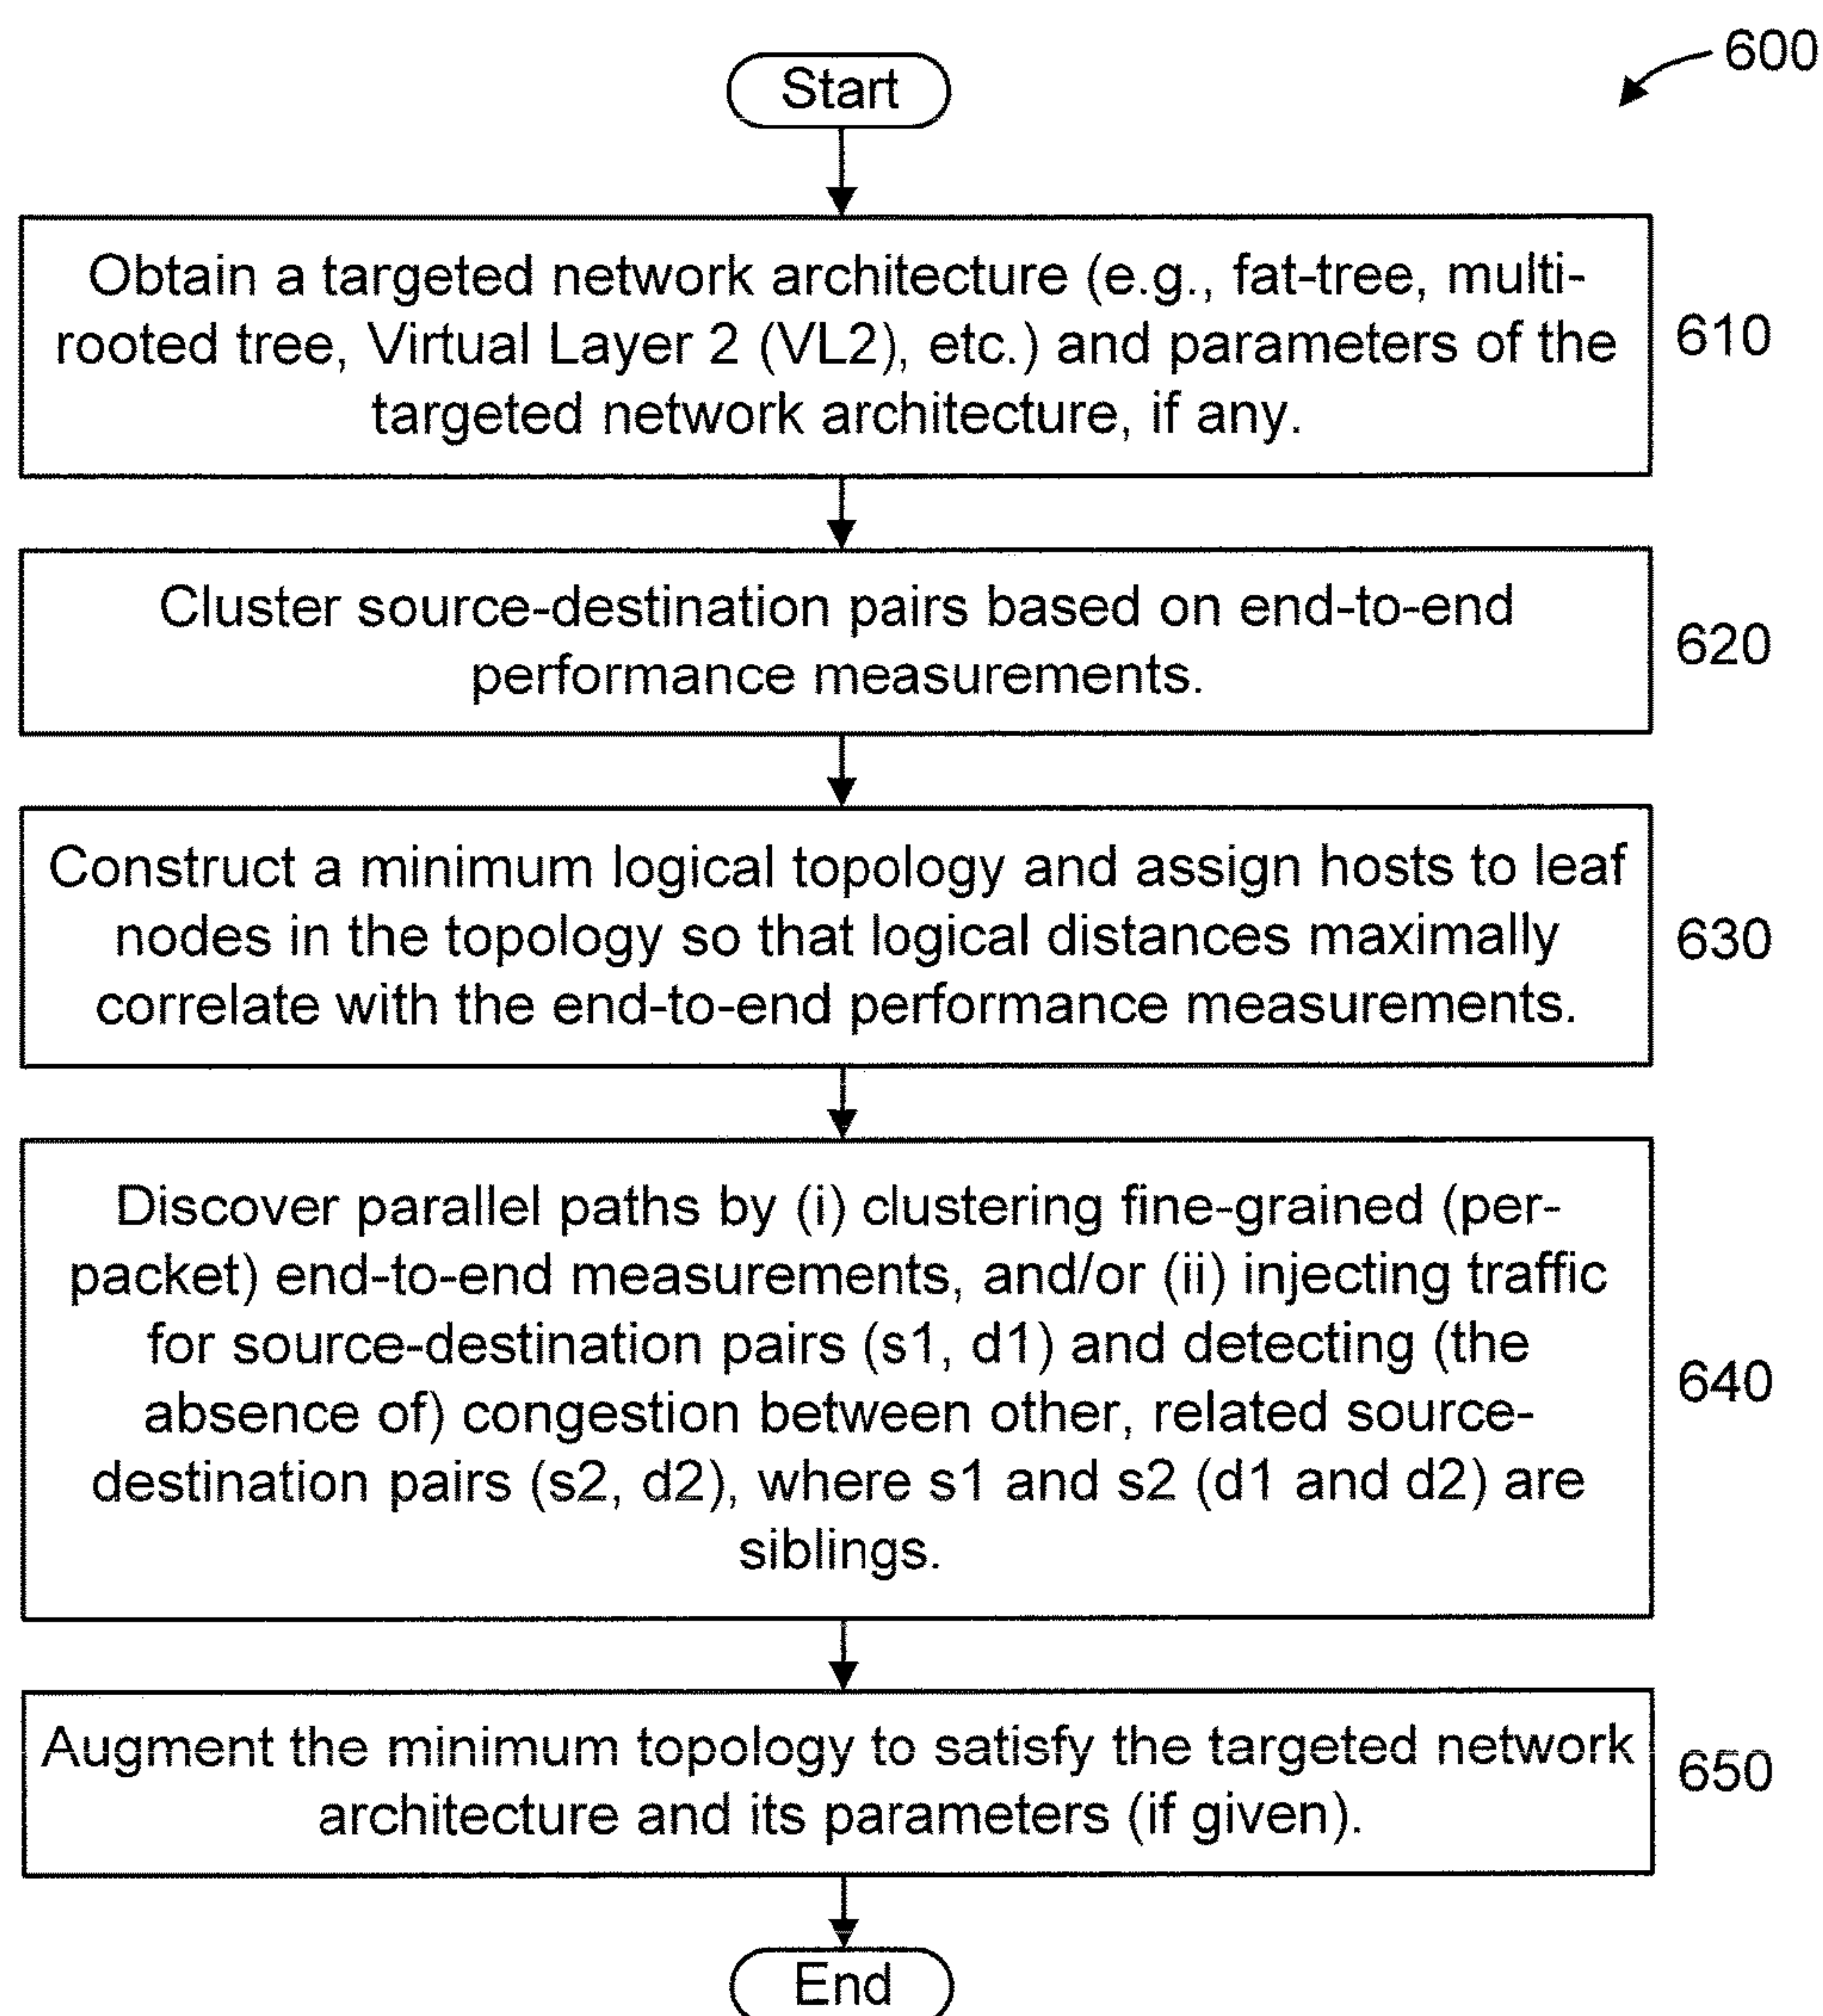 600
Start
Obtain a targeted network architecture (e.g., fat-tree, multi-
rooted tree, Virtual Layer 2 (VL2), etc.) and parameters of the
targeted network architecture, if any.
610
Cluster source-destination pairs based on end-to-end
performance measurements.
620
Construct a minimum logical topology and assign hosts to leaf
nodes in the topology so that logical distances maximally
correlate with the end-to-end performance measurements.
630
Discover parallel paths by (i) clustering fine-grained (per-
packet) end-to-end measurements, and/or (ii) injecting traffic
for source-destination pairs (s1, d1) and detecting (the
absence of) congestion between other, related source-
destination pairs (s2, d2), where s1 and s2 (d1 and d2) are
siblings.
640
Augment the minimum topology to satisfy the targeted network
architecture and its parameters (if given).
650
End